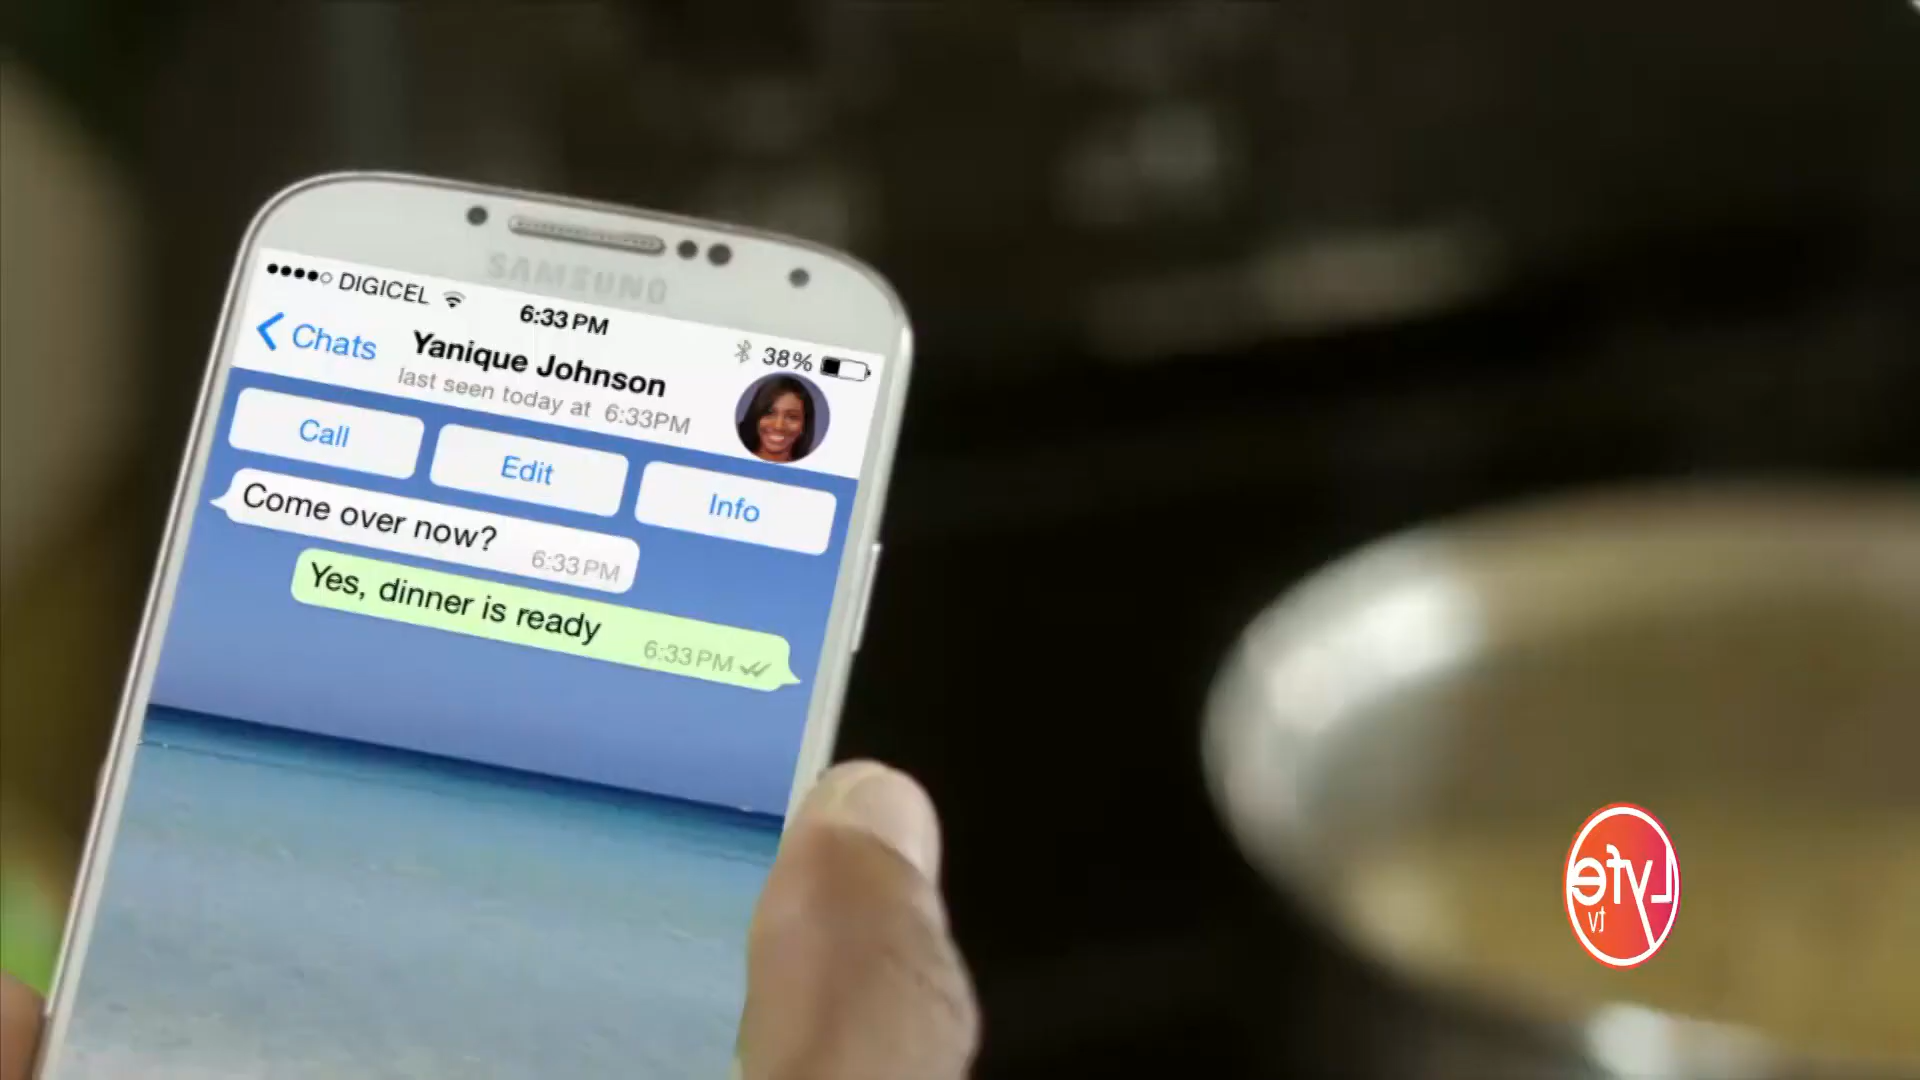 SAMSUNG
DIGICEL
6:33 PM
38%
Chats
Yanique Johnson
last seen today at 6:33PM
Call
Edit
Info
Come over now? 6:33 PM
Yes, dinner is ready 6:33 PM
Lyfe
tv